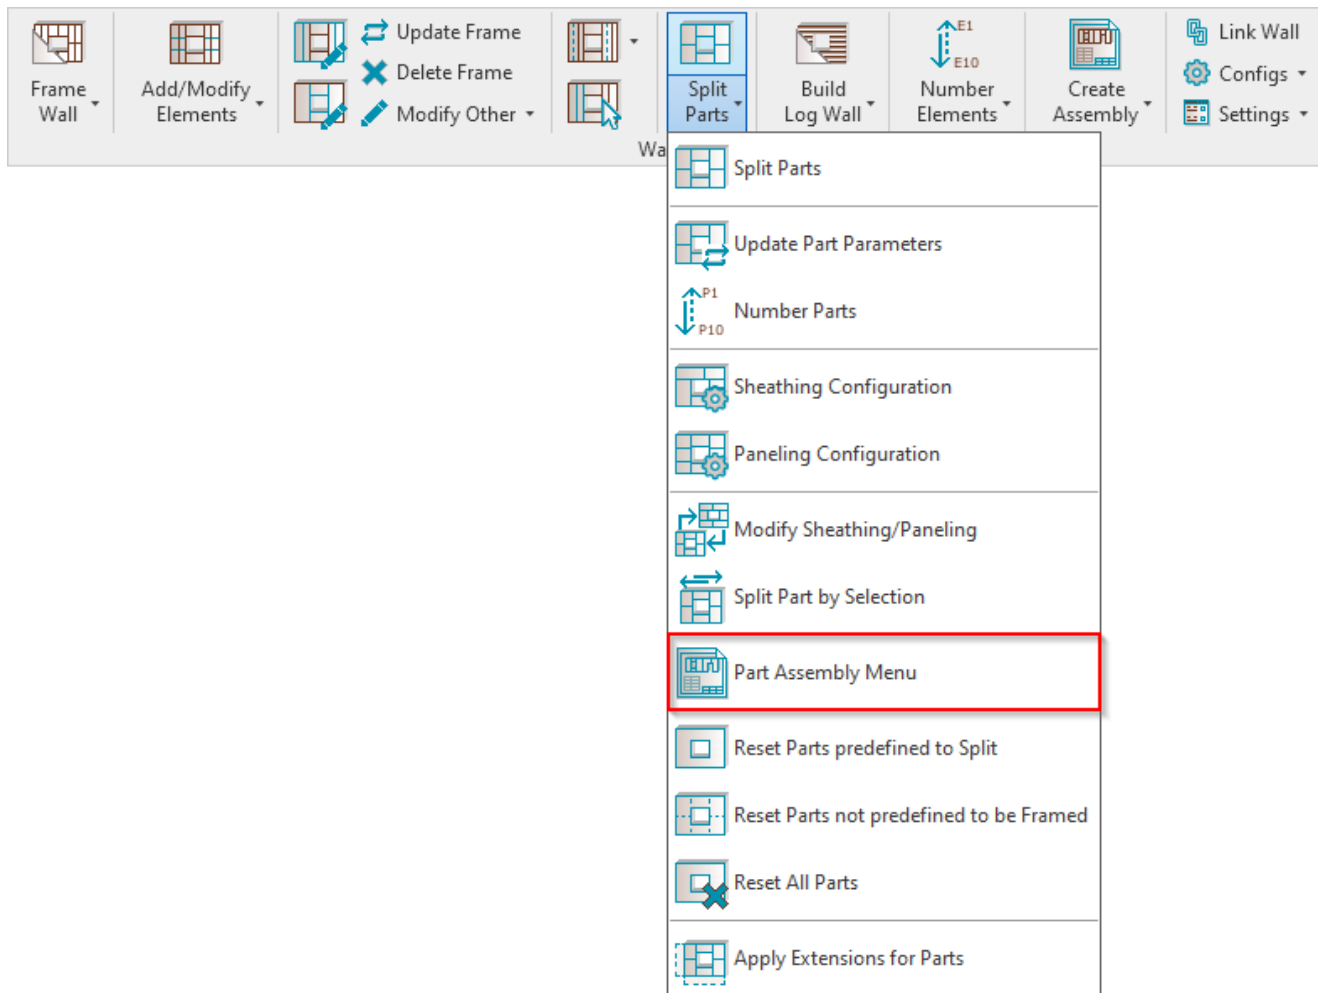 Frame
Wall
Add/Modify
Elements
Update Frame
Delete Frame
Modify Other
Split
Parts
Build
Log Wall
E1
E10
Number
Elements
Create
Assembly
Link Wall
Configs
Settings
Wa
Split Parts
Update Part Parameters
P1
P10
Number Parts
Sheathing Configuration
Paneling Configuration
Modify Sheathing/Paneling
Split Part by Selection
Part Assembly Menu
Reset Parts predefined to Split
Reset Parts not predefined to be Framed
Reset All Parts
Apply Extensions for Parts